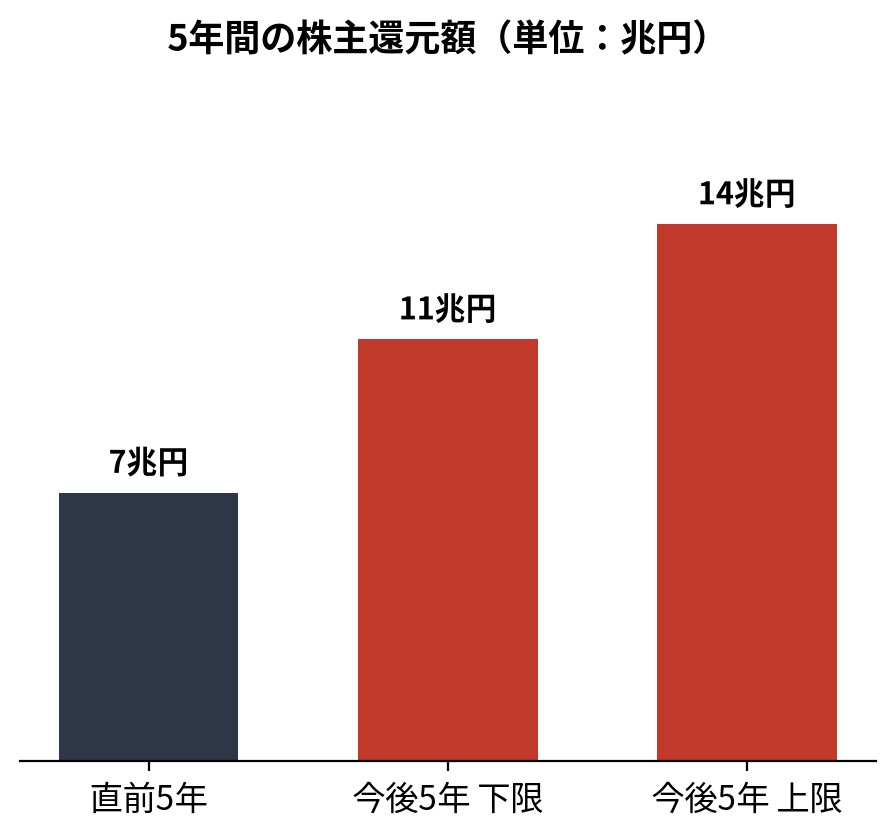 5年間の株主還元額（単位：兆円）
14兆円
11兆円
7兆円
直前5年
今後5年 下限
今後5年 上限